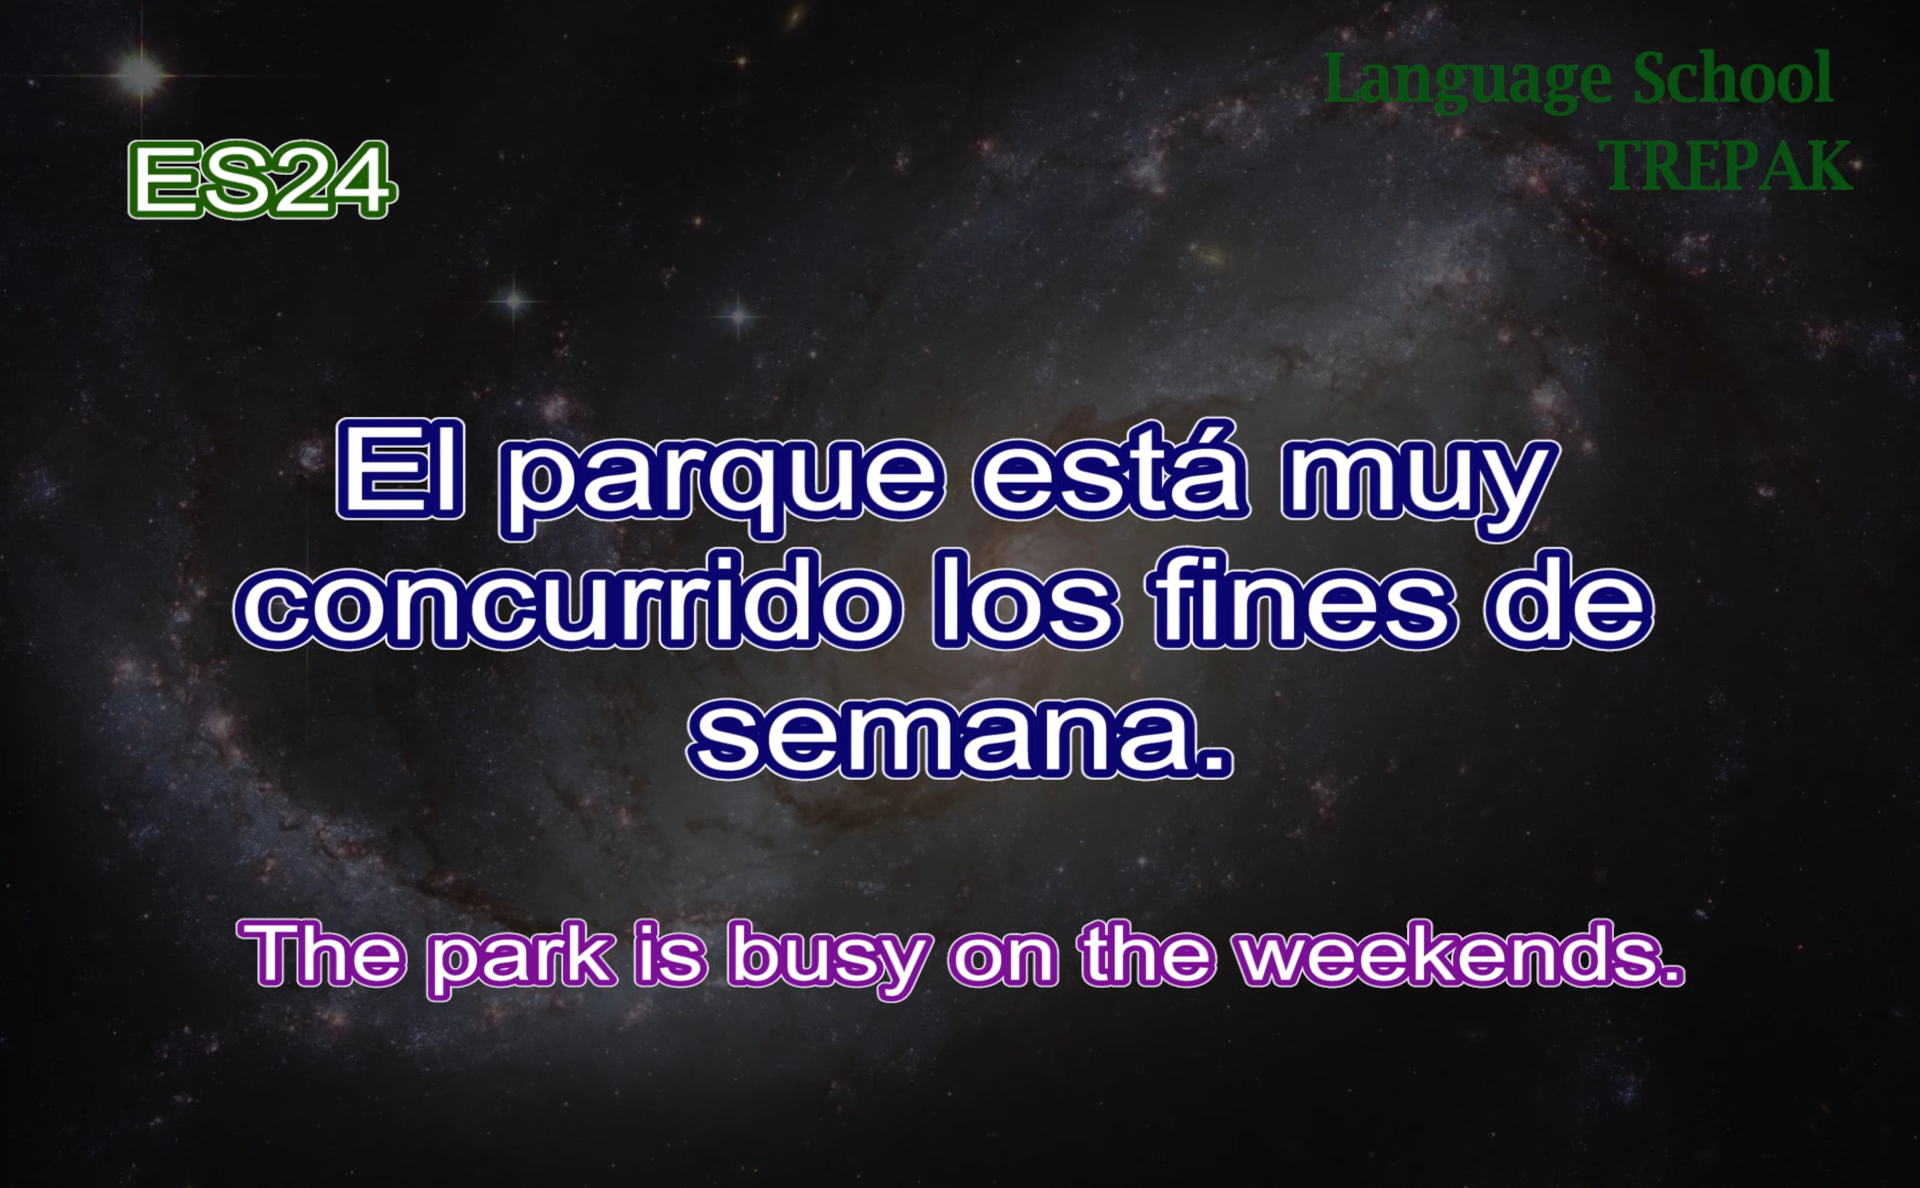 Language School
TREPAK
ES24
El parque está muy
concurrido los fines de
semana.
The park is busy on the weekends.